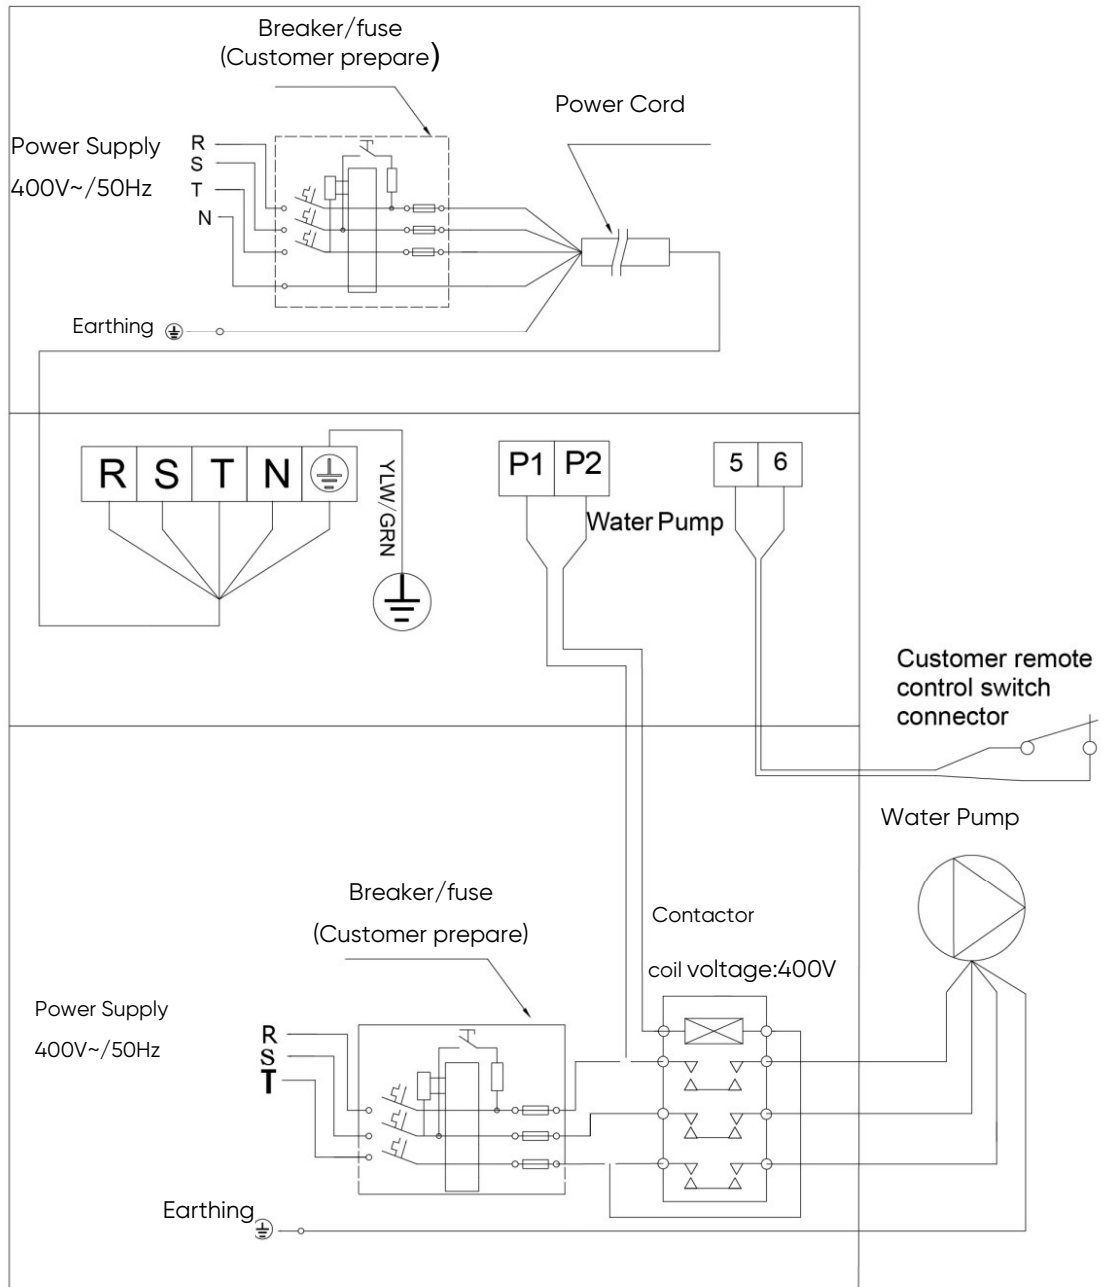 Breaker/fuse
(Customer prepare)
Power Cord
Power Supply
400V~/50Hz
R
S
T
N
Earthing
R S T N
YLW/GRN
P1 P2
5 6
Water Pump
Customer remote
control switch
connector
Water Pump
Breaker/fuse
(Customer prepare)
Contactor
coil voltage:400V
Power Supply
400V~/50Hz
R
S
T
Earthing